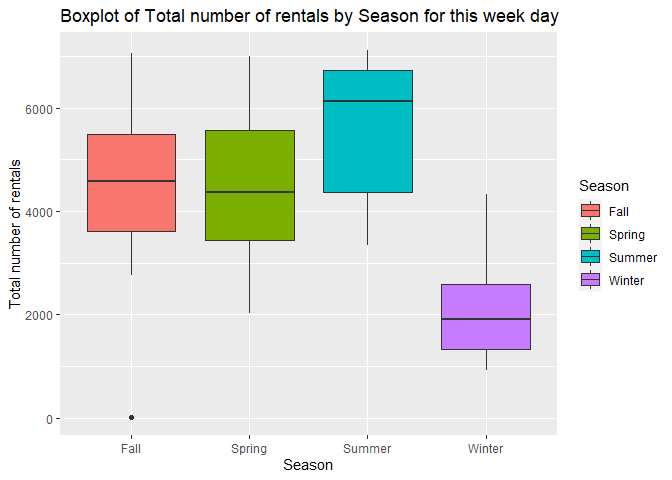 Boxplot of Total number of rentals by Season for this week day
Total number of rentals
6000
4000
2000
0
Fall
Spring
Summer
Winter
Season
Season
Fall
Spring
Summer
Winter